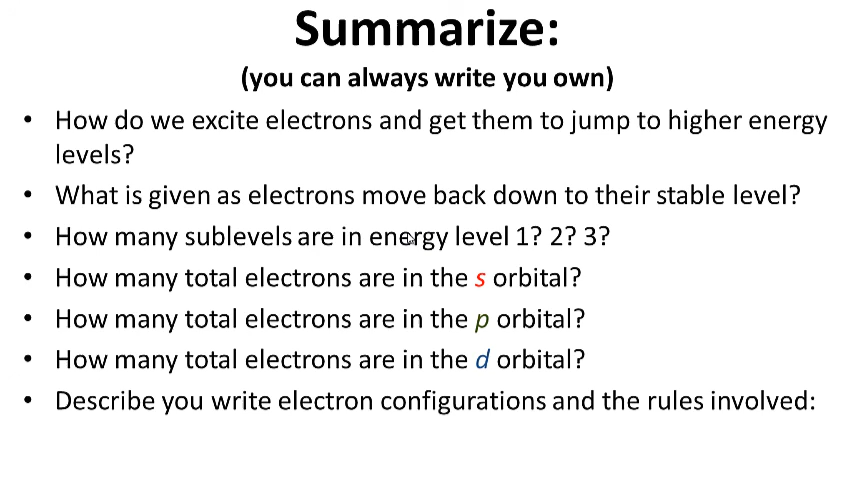 Summarize:
(you can always write you own)
• How do we excite electrons and get them to jump to higher energy
levels?
• What is given as electrons move back down to their stable level?
• How many sublevels are in energy level 1? 2? 3?
• How many total electrons are in the s orbital?
• How many total electrons are in the p orbital?
• How many total electrons are in the d orbital?
• Describe you write electron configurations and the rules involved: